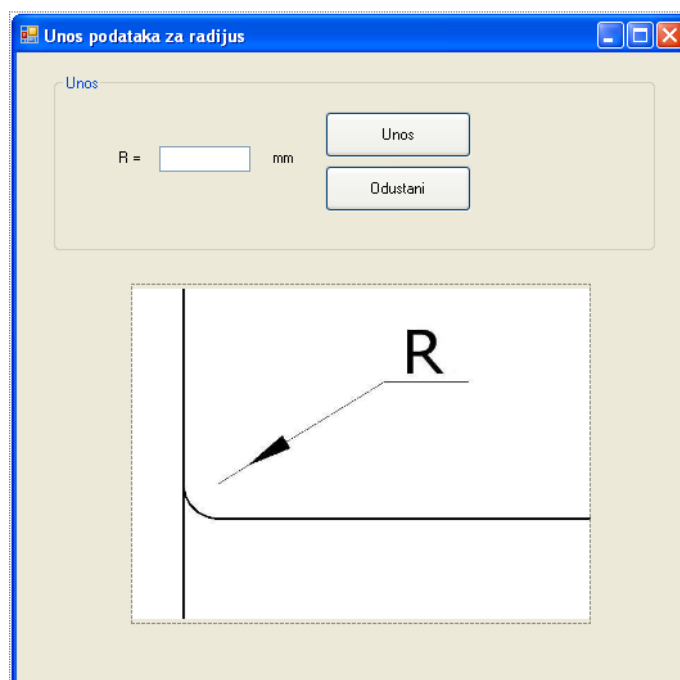 Unos podataka za radijus
Unos
R =
mm
Unos
Odustani
R